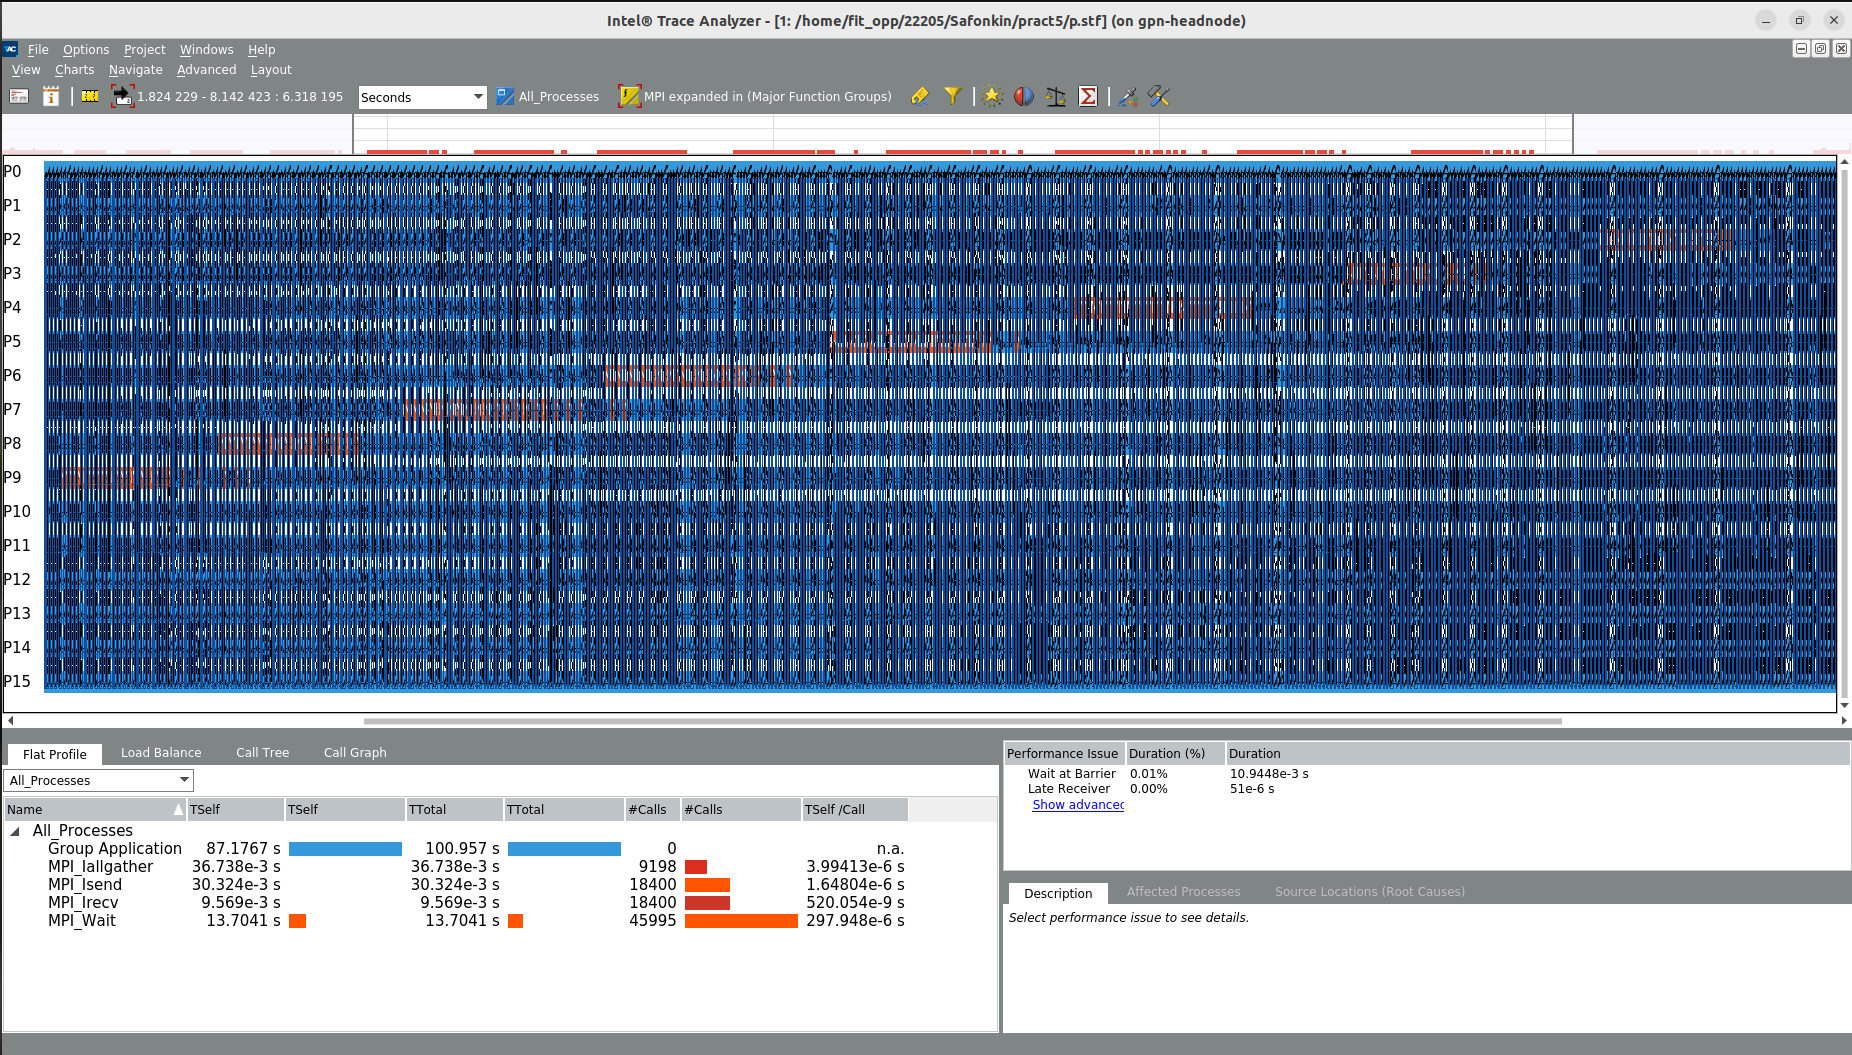 Intel® Trace Analyzer - [1: /home/fit_opp/22205/Safonkin/pract5/p.stf] (on gpn-headnode)
File Options Project Windows Help
View Charts Navigate Advanced Layout
1.824 229 - 8.142 423 : 6.318 195 Seconds All_Processes MPI expanded in (Major Function Groups)
P0
P1
P2
P3
P4
P5
P6
P7
P8
P9
P10
P11
P12
P13
P14
P15
Flat Profile Load Balance Call Tree Call Graph
All_Processes
Name TSelf TSelf TTotal TTotal #Calls #Calls TSelf /Call
All_Processes
Group Application 87.1767 s 100.957 s 0 n.a.
MPI_Iallgather 36.738e-3 s 36.738e-3 s 9198 3.99413e-6 s
MPI_Isend 30.324e-3 s 30.324e-3 s 18400 1.64804e-6 s
MPI_Irecv 9.569e-3 s 9.569e-3 s 18400 520.054e-9 s
MPI_Wait 13.7041 s 13.7041 s 45995 297.948e-6 s
Performance Issue Duration (%) Duration
Wait at Barrier 0.01% 10.9448e-3 s
Late Receiver 0.00% 51e-6 s
Show advanced
Description Affected Processes Source Locations (Root Causes)
Select performance issue to see details.